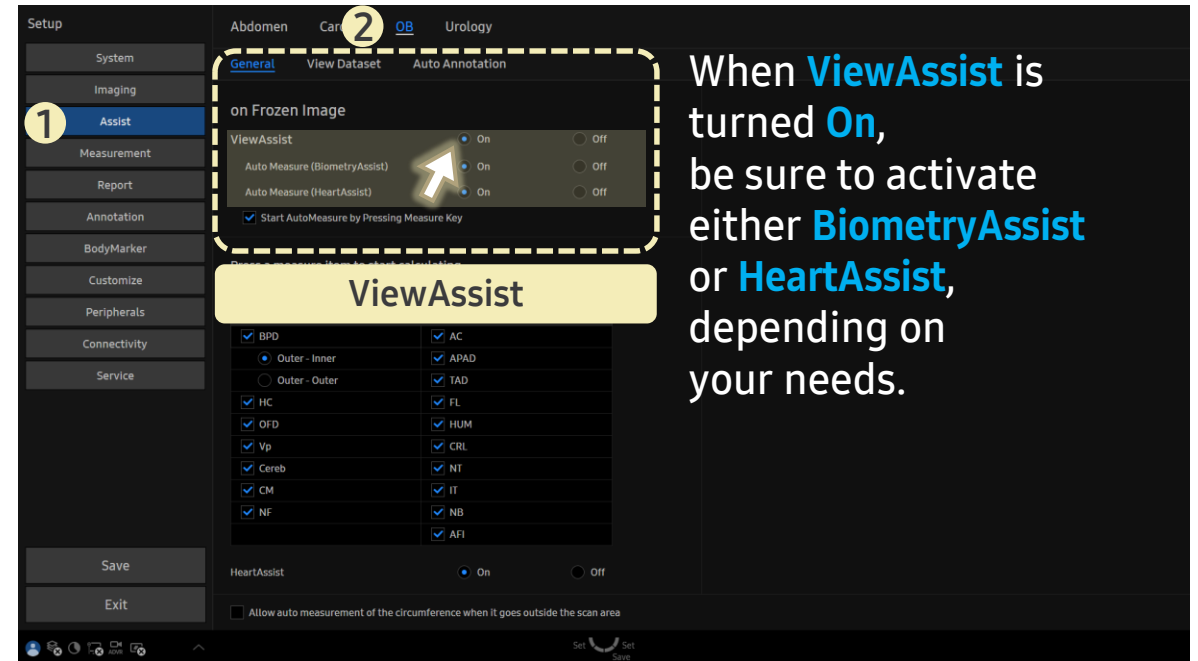 Setup
System
Imaging
1
Assist
Measurement
Report
Annotation
BodyMarker
Customize
Peripherals
Connectivity
Service
Save
Exit
Abdomen
2
OB
Urology
General
View Dataset
Auto Annotation
on Frozen Image
ViewAssist On Off
Auto Measure (BiometryAssist) On Off
Auto Measure (HeartAssist) On Off
Start AutoMeasure by Pressing Measure Key
ViewAssist
BPD AC
Outer - Inner APAD
Outer - Outer TAD
HC FL
OFD HUM
Vp CRL
Cereb NT
CM IT
NF NB
AFI
HeartAssist On Off
Allow auto measurement of the circumference when it goes outside the scan area
Set Set
Save
When ViewAssist is
turned On,
be sure to activate
either BiometryAssist
or HeartAssist,
depending on
your needs.